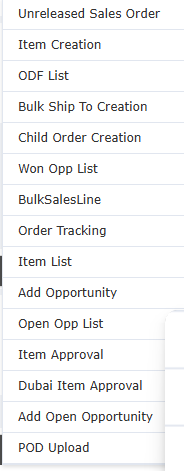 Unreleased Sales Order
Item Creation
ODF List
Bulk Ship To Creation
Child Order Creation
Won Opp List
BulkSalesLine
Order Tracking
Item List
Add Opportunity
Open Opp List
Item Approval
Dubai Item Approval
Add Open Opportunity
POD Upload